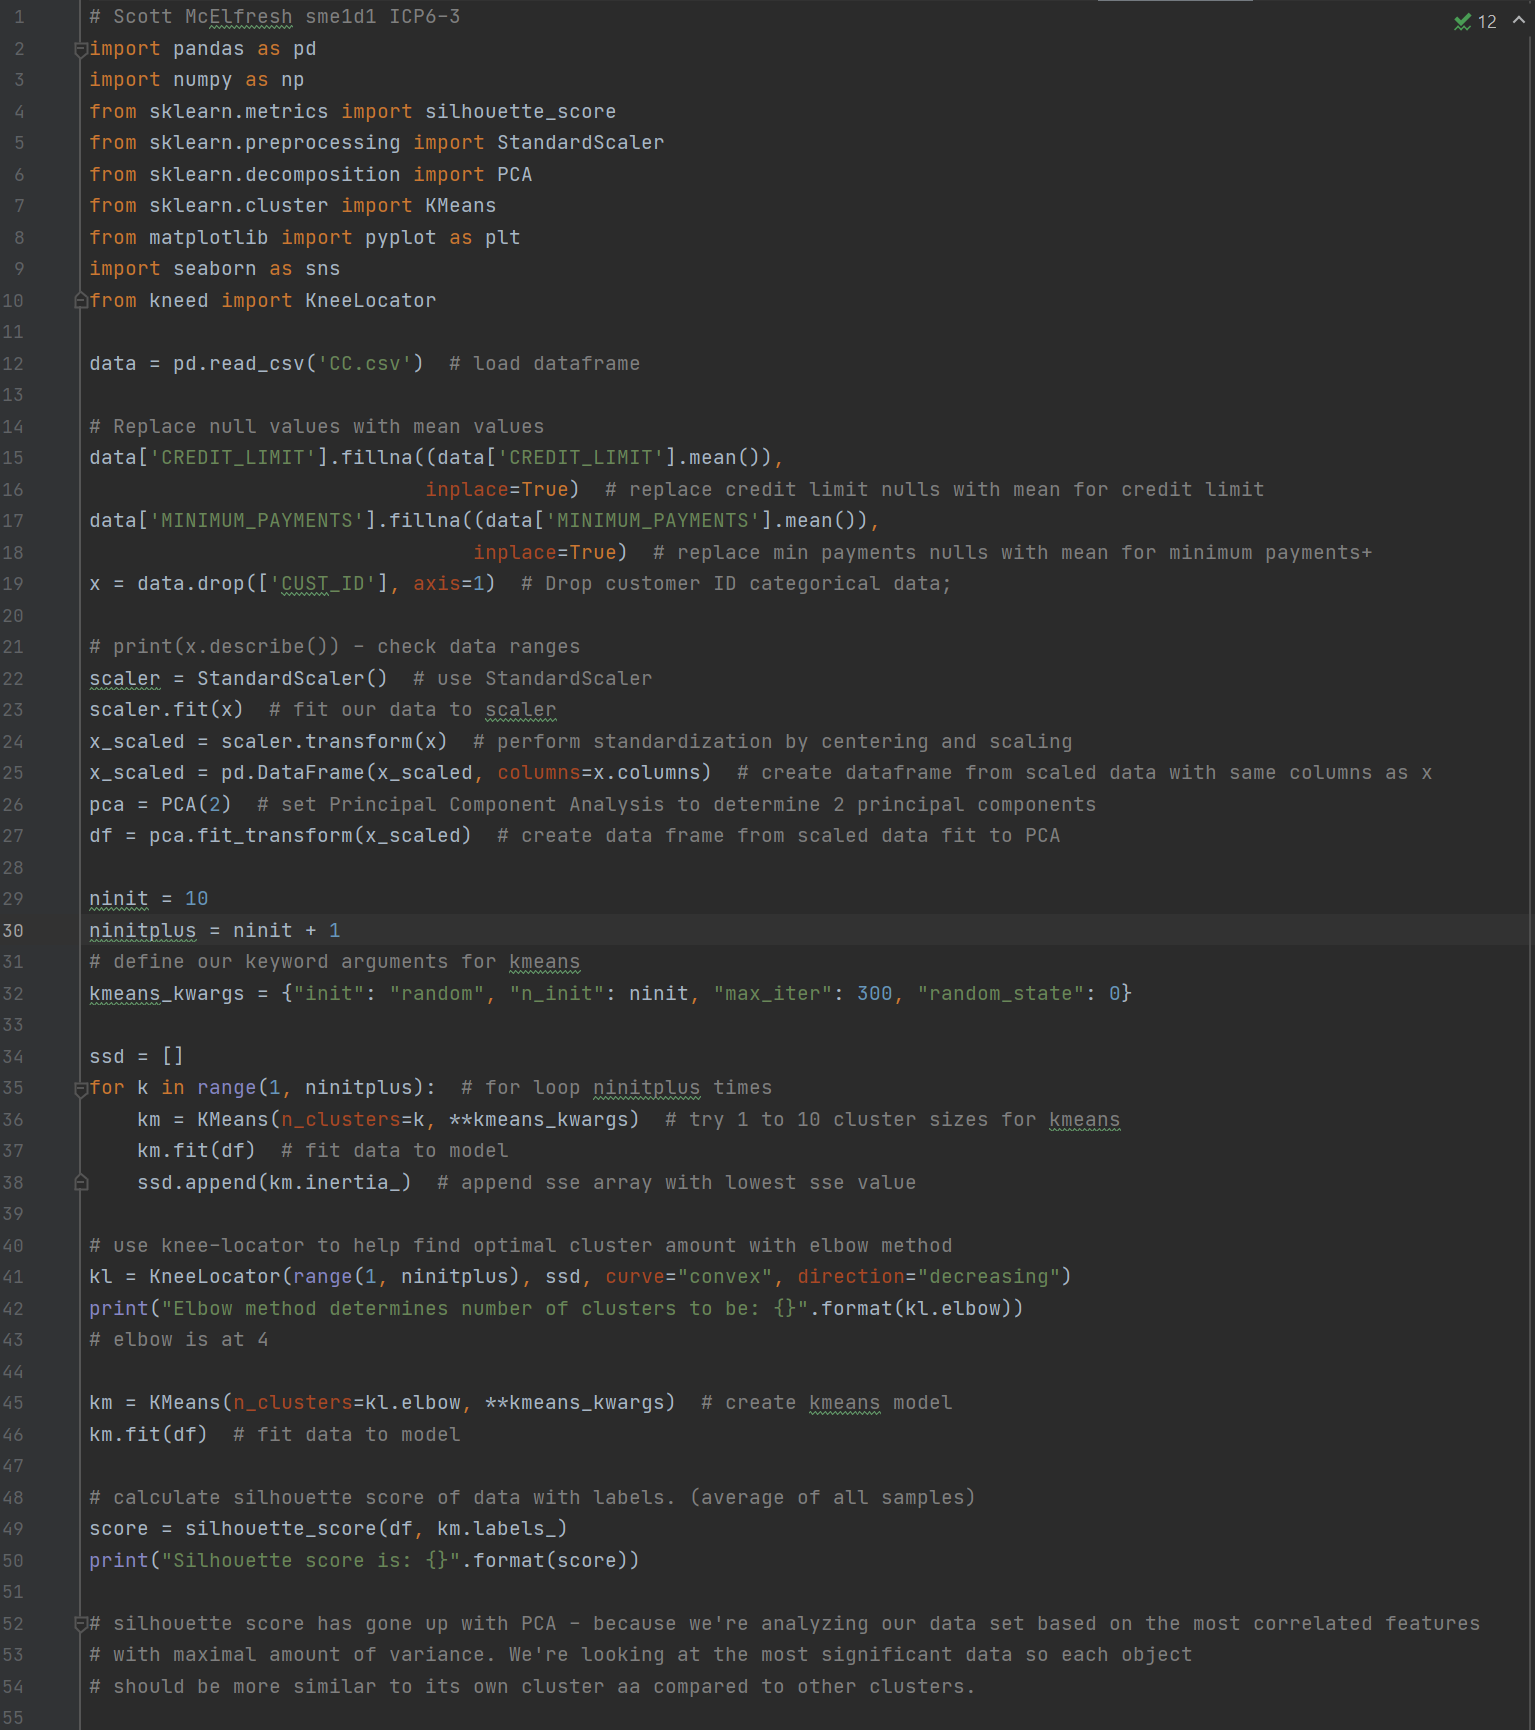 12
1 # Scott McElfresh sme1d1 ICP6-3
2 import pandas as pd
3 import numpy as np
4 from sklearn.metrics import silhouette_score
5 from sklearn.preprocessing import StandardScaler
6 from sklearn.decomposition import PCA
7 from sklearn.cluster import KMeans
8 from matplotlib import pyplot as plt
9 import seaborn as sns
10 from kneed import KneeLocator
11
12 data = pd.read_csv('CC.csv')  # load dataframe
13
14 # Replace null values with mean values
15 data['CREDIT_LIMIT'].fillna((data['CREDIT_LIMIT'].mean()),
16                             inplace=True)  # replace credit limit nulls with mean for credit limit
17 data['MINIMUM_PAYMENTS'].fillna((data['MINIMUM_PAYMENTS'].mean()),
18                                 inplace=True)  # replace min payments nulls with mean for minimum payments+
19 x = data.drop(['CUST_ID'], axis=1)  # Drop customer ID categorical data;
20
21 # print(x.describe()) - check data ranges
22 scaler = StandardScaler()  # use StandardScaler
23 scaler.fit(x)  # fit our data to scaler
24 x_scaled = scaler.transform(x)  # perform standardization by centering and scaling
25 x_scaled = pd.DataFrame(x_scaled, columns=x.columns)  # create dataframe from scaled data with same columns as x
26 pca = PCA(2)  # set Principal Component Analysis to determine 2 principal components
27 df = pca.fit_transform(x_scaled)  # create data frame from scaled data fit to PCA
28
29 ninit = 10
30 ninitplus = ninit + 1
31 # define our keyword arguments for kmeans
32 kmeans_kwargs = {"init": "random", "n_init": ninit, "max_iter": 300, "random_state": 0}
33
34 ssd = []
35 for k in range(1, ninitplus):  # for loop ninitplus times
36     km = KMeans(n_clusters=k, **kmeans_kwargs)  # try 1 to 10 cluster sizes for kmeans
37     km.fit(df)  # fit data to model
38     ssd.append(km.inertia_)  # append sse array with lowest sse value
39
40 # use knee-locator to help find optimal cluster amount with elbow method
41 kl = KneeLocator(range(1, ninitplus), ssd, curve="convex", direction="decreasing")
42 print("Elbow method determines number of clusters to be: {}".format(kl.elbow))
43 # elbow is at 4
44
45 km = KMeans(n_clusters=kl.elbow, **kmeans_kwargs)  # create kmeans model
46 km.fit(df)  # fit data to model
47
48 # calculate silhouette score of data with labels. (average of all samples)
49 score = silhouette_score(df, km.labels_)
50 print("Silhouette score is: {}".format(score))
51
52 # silhouette score has gone up with PCA - because we're analyzing our data set based on the most correlated features
53 # with maximal amount of variance. We're looking at the most significant data so each object
54 # should be more similar to its own cluster aa compared to other clusters.
55